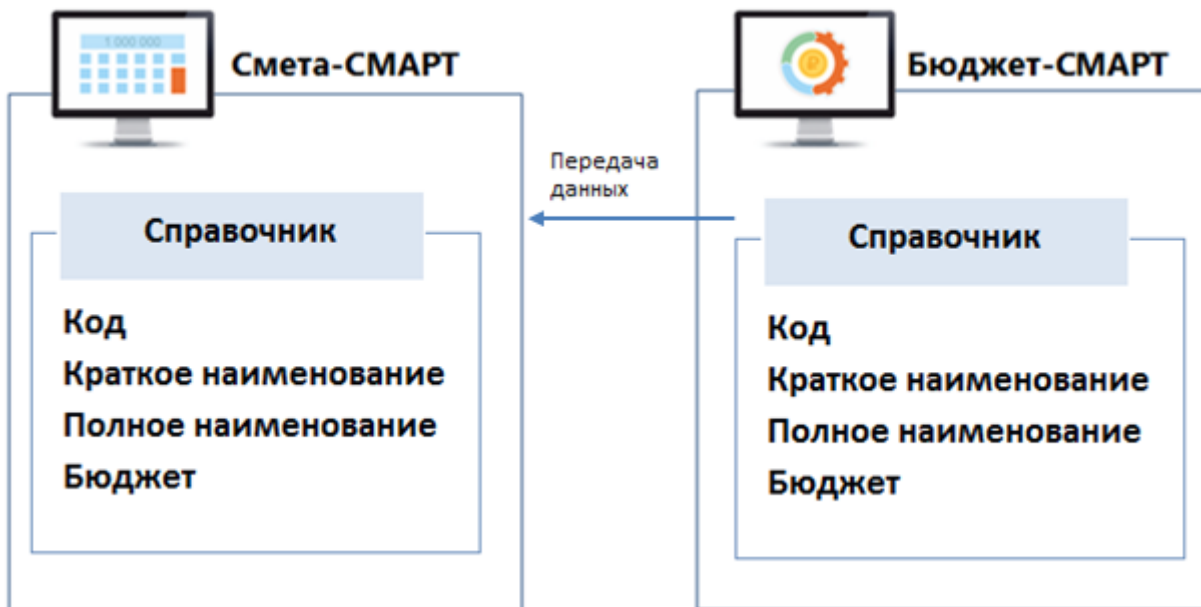 1 000 000
Смета-СМАРТ
Справочник
Код
Краткое наименование
Полное наименование
Бюджет
Передача
данных
₽
Бюджет-СМАРТ
Справочник
Код
Краткое наименование
Полное наименование
Бюджет